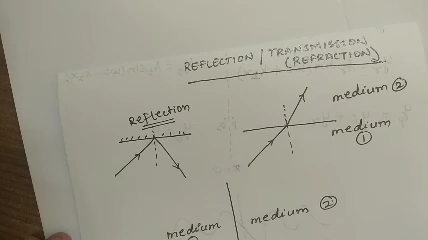 REFLECTION / TRANSMISSION
(REFRACTION)
Reflection
medium ②
medium
①
medium
medium ②